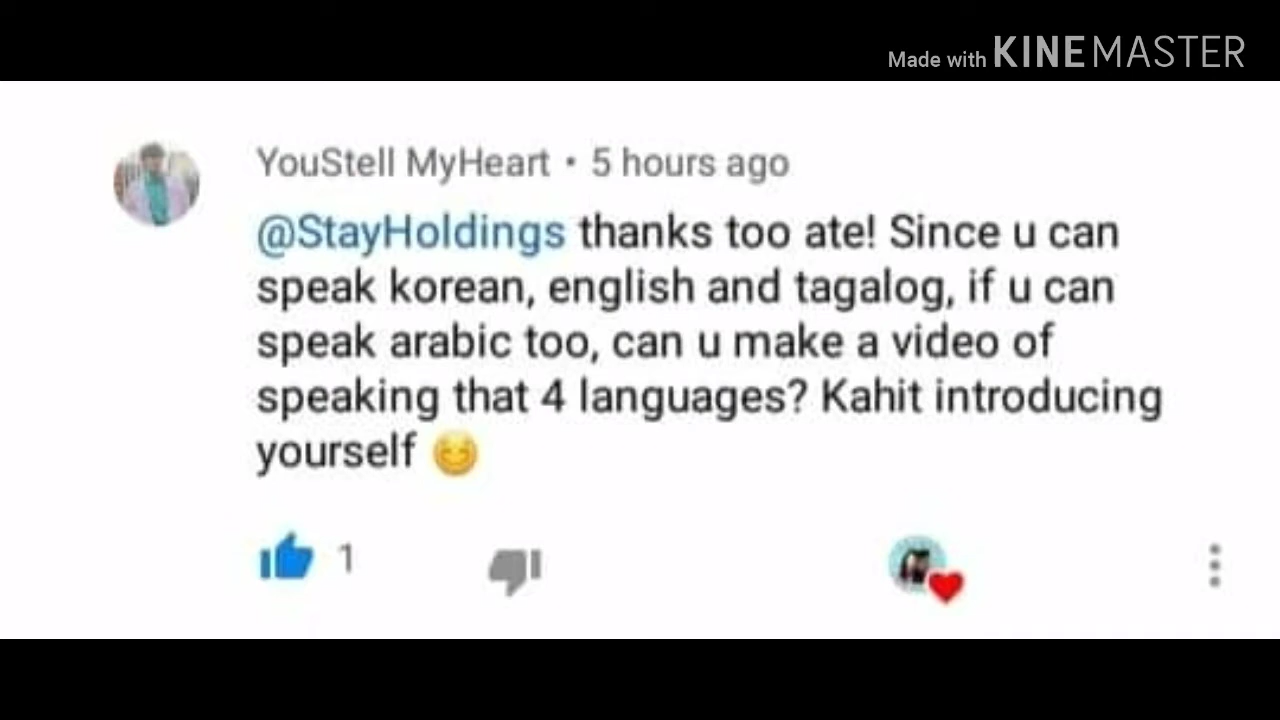 Made with KINEMASTER
YouStell MyHeart • 5 hours ago
@StayHoldings thanks too ate! Since u can
speak korean, english and tagalog, if u can
speak arabic too, can u make a video of
speaking that 4 languages? Kahit introducing
yourself 😊
1